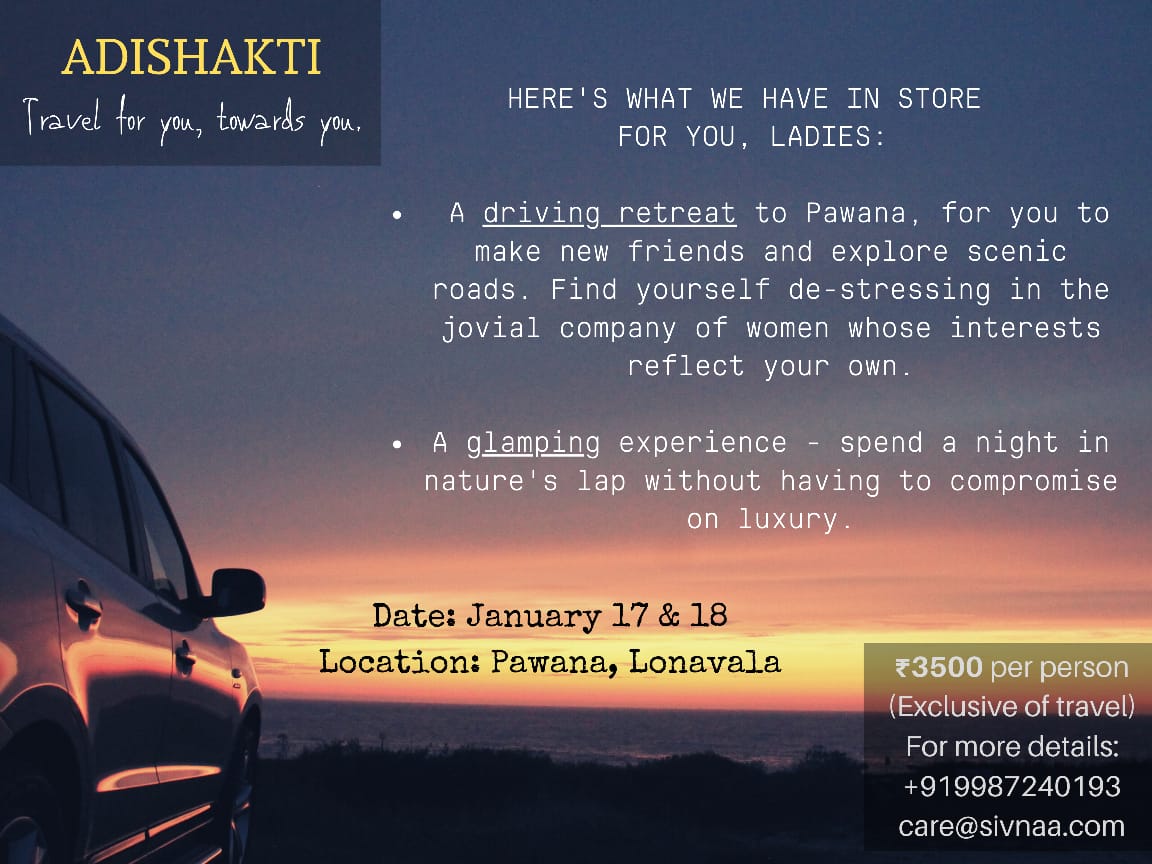 ADISHAKTI
Travel for you, towards you.
HERE'S WHAT WE HAVE IN STORE
FOR YOU, LADIES:
• A driving retreat to Pawana, for you to
make new friends and explore scenic
roads. Find yourself de-stressing in the
jovial company of women whose interests
reflect your own.
• A glamping experience - spend a night in
nature's lap without having to compromise
on luxury.
Date: January 17 & 18
Location: Pawana, Lonavala
₹3500 per person
(Exclusive of travel)
For more details:
+919987240193
care@sivnaa.com